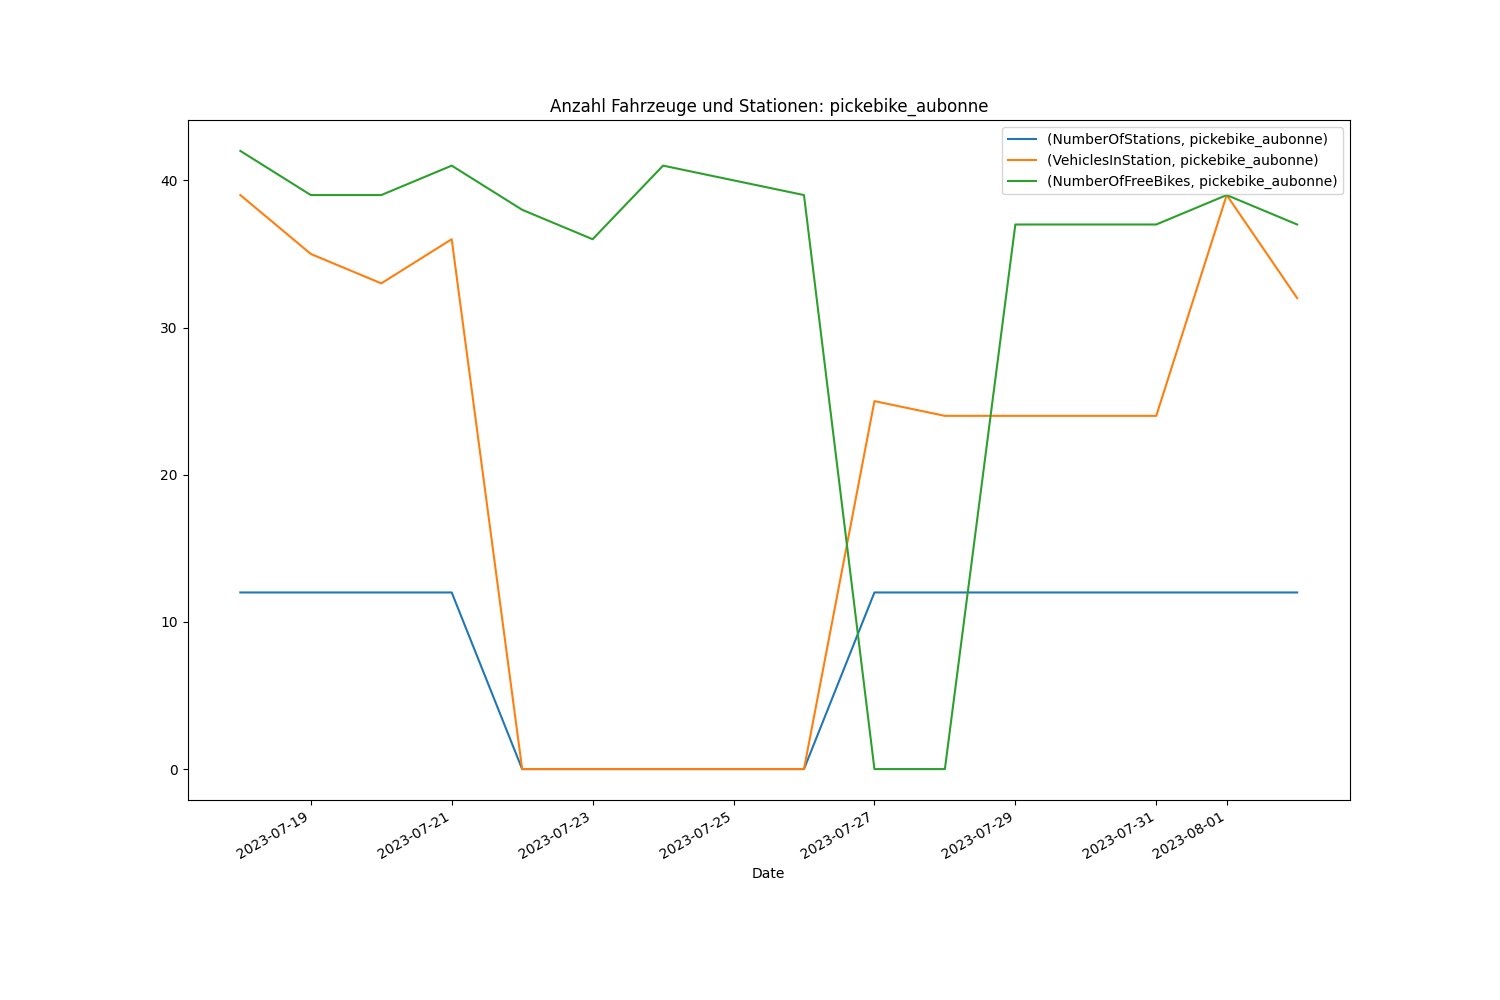 Anzahl Fahrzeuge und Stationen: pickebike_aubonne
(NumberOfStations, pickebike_aubonne)
(VehiclesInStation, pickebike_aubonne)
(NumberOfFreeBikes, pickebike_aubonne)
40
30
20
10
0
2023-07-19
2023-07-21
2023-07-23
2023-07-25
2023-07-27
2023-07-29
2023-07-31
2023-08-01
Date